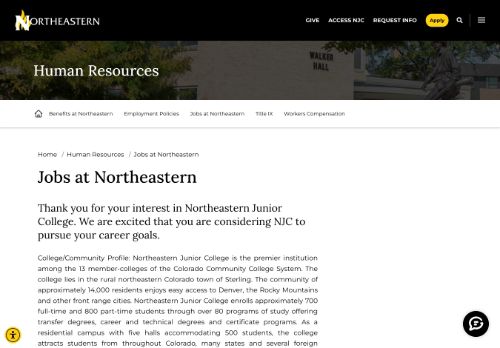 NORTHEASTERN
GIVE ACCESS NJC REQUEST INFO Apply
WALKER
HALL
Human Resources
Benefits at Northeastern Employment Policies Jobs at Northeastern Title IX Workers Compensation
Home / Human Resources / Jobs at Northeastern
Jobs at Northeastern
Thank you for your interest in Northeastern Junior
College. We are excited that you are considering NJC to
pursue your career goals.
College/Community Profile: Northeastern Junior College is the premier institution
among the 13 member-colleges of the Colorado Community College System. The
college lies in the rural northeastern Colorado town of Sterling. The community of
approximately 14,000 residents enjoys easy access to Denver, the Rocky Mountains
and other front range cities. Northeastern Junior College enrolls approximately 700
full-time and 800 part-time students through over 80 programs of study offering
transfer degrees, career and technical degrees and certificate programs. As a
residential campus with five halls accommodating 500 students, the college
attracts students from throughout Colorado, many states and several foreign